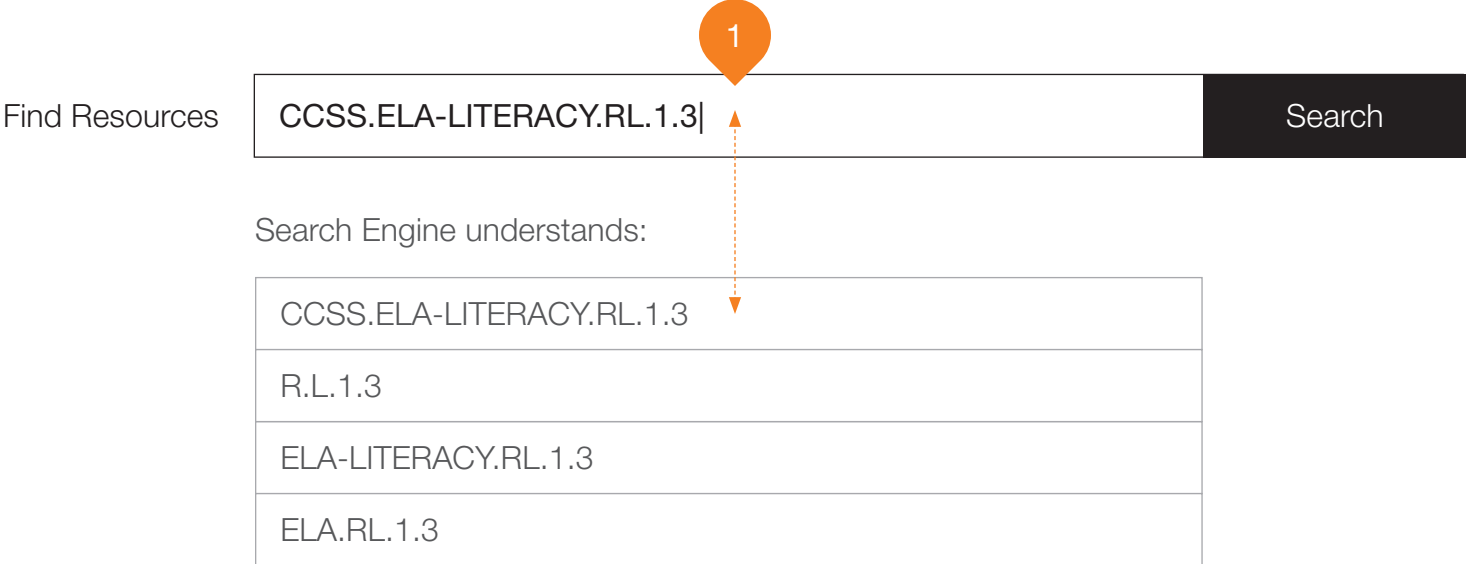 1
Find Resources CCSS.ELA-LITERACY.RL.1.3 Search
Search Engine understands:
CCSS.ELA-LITERACY.RL.1.3
R.L.1.3
ELA-LITERACY.RL.1.3
ELA.RL.1.3